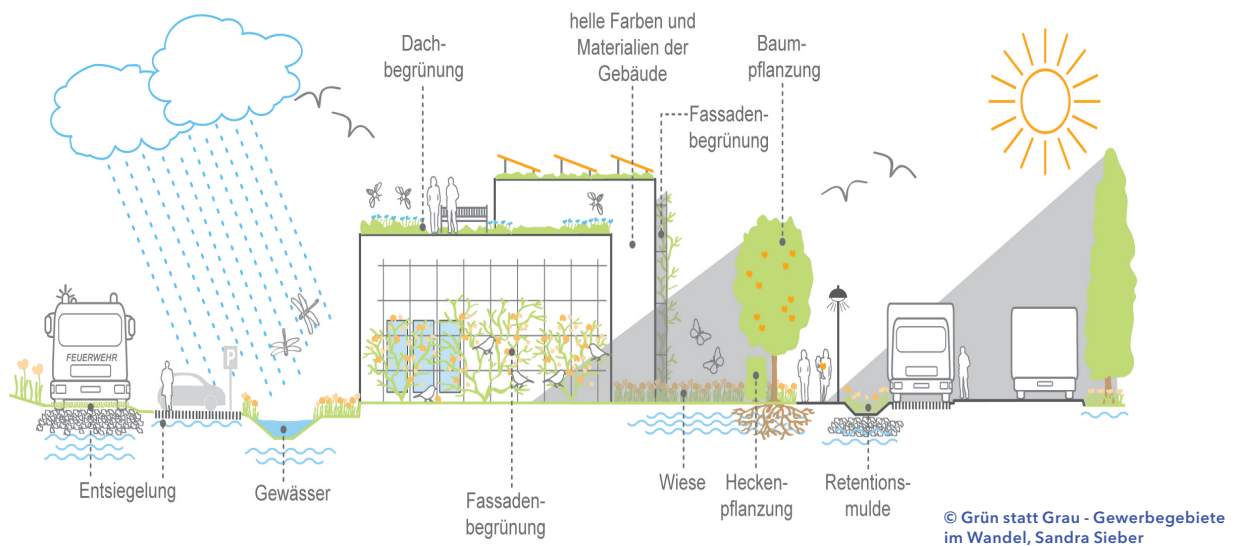 Dach-
begrünung
helle Farben und
Materialien der
Gebäude
Baum-
pflanzung
Fassaden-
begrünung
FEUERWEHR
P
Entsiegelung
Gewässer
Fassaden-
begrünung
Wiese
Hecken-
pflanzung
Retentions-
mulde
© Grün statt Grau - Gewerbegebiete
im Wandel, Sandra Sieber